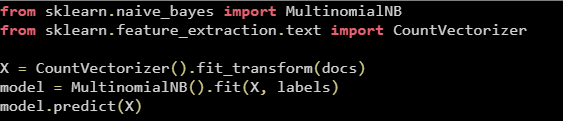 from sklearn.naive_bayes import MultinomialNB
from sklearn.feature_extraction.text import CountVectorizer
X = CountVectorizer().fit_transform(docs)
model = MultinomialNB().fit(X, labels)
model.predict(X)